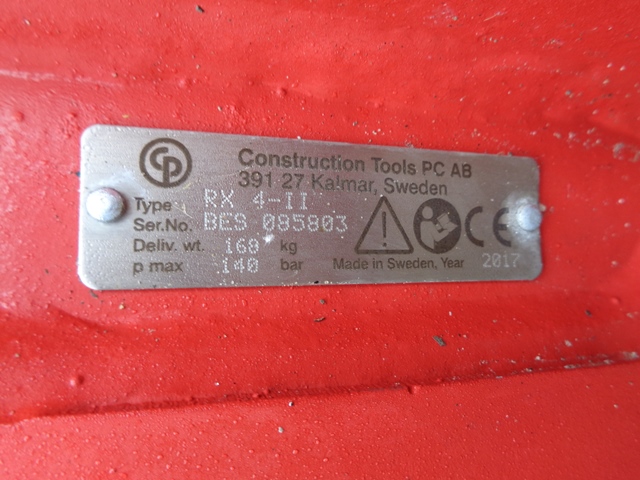 CP
Construction Tools PC AB
391 27 Kalmar, Sweden
Type RX 4-II
Ser.No. BES 085803
Deliv. wt. 160 kg
p max 140 bar
CE
Made in Sweden, Year 2017